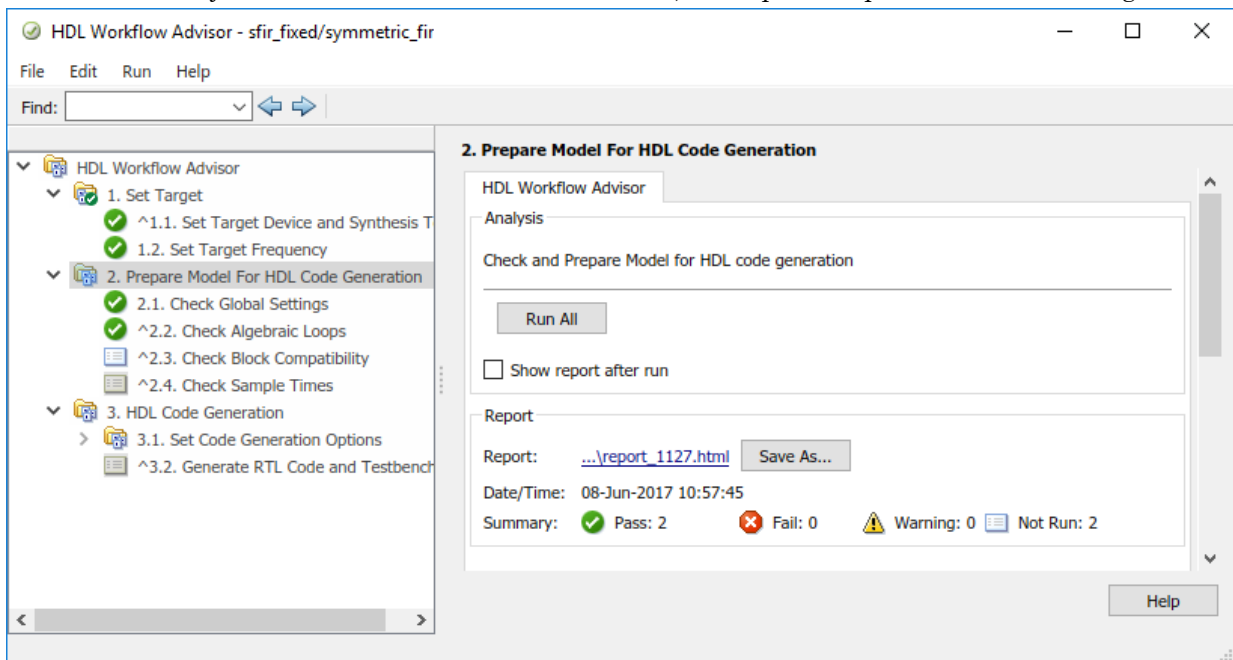 HDL Workflow Advisor - sfir_fixed/symmetric_fir
File Edit Run Help
Find:
HDL Workflow Advisor
1. Set Target
^1.1. Set Target Device and Synthesis T
1.2. Set Target Frequency
2. Prepare Model For HDL Code Generation
2.1. Check Global Settings
^2.2. Check Algebraic Loops
^2.3. Check Block Compatibility
^2.4. Check Sample Times
3. HDL Code Generation
3.1. Set Code Generation Options
^3.2. Generate RTL Code and Testbench
2. Prepare Model For HDL Code Generation
HDL Workflow Advisor
Analysis
Check and Prepare Model for HDL code generation
Run All
Show report after run
Report
Report: ...\report_1127.html Save As...
Date/Time: 08-Jun-2017 10:57:45
Summary: Pass: 2 Fail: 0 Warning: 0 Not Run: 2
Help